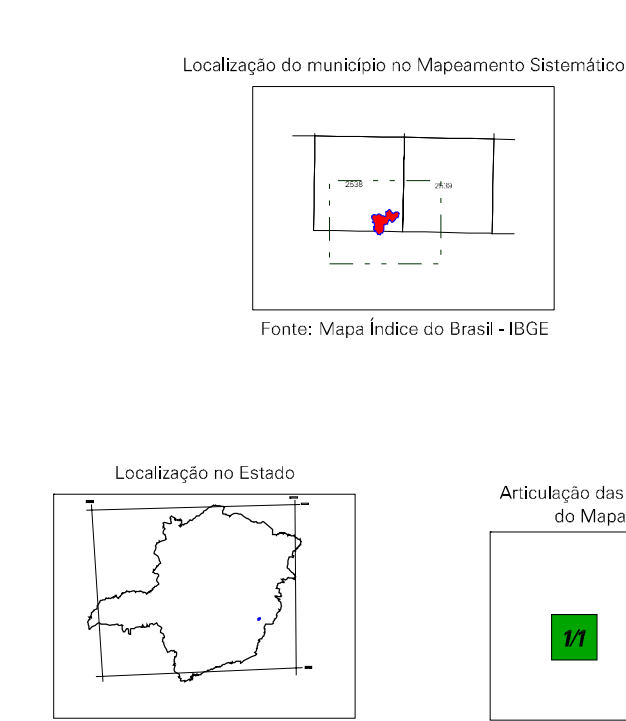 Localização do município no Mapeamento Sistemático
2538
2539
Fonte: Mapa Índice do Brasil - IBGE
Localização no Estado
Articulação das
do Mapa
1/1